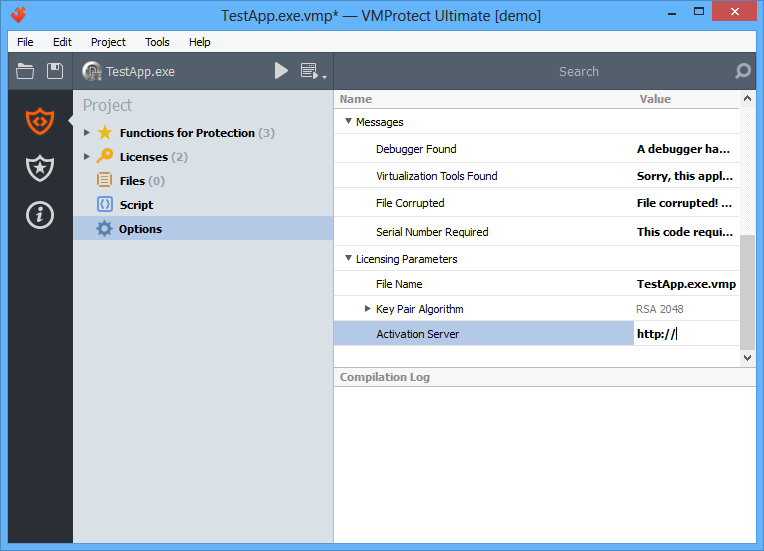 TestApp.exe.vmp* — VMProtect Ultimate [demo]
File Edit Project Tools Help
TestApp.exe
Search
Project
Functions for Protection (3)
Licenses (2)
Files (0)
Script
Options
Name Value
Messages
Debugger Found A debugger ha...
Virtualization Tools Found Sorry, this appl...
File Corrupted File corrupted! ...
Serial Number Required This code requi...
Licensing Parameters
File Name TestApp.exe.vmp
Key Pair Algorithm RSA 2048
Activation Server http://
Compilation Log